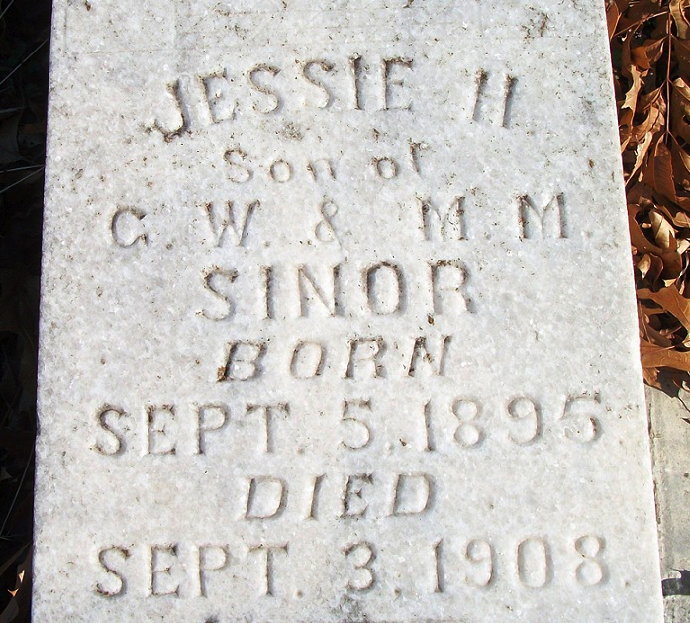 JESSIE H
Son of
G. W. & M. M.
SINOR
BORN
SEPT 5. 1895
DIED
SEPT. 3. 1908.